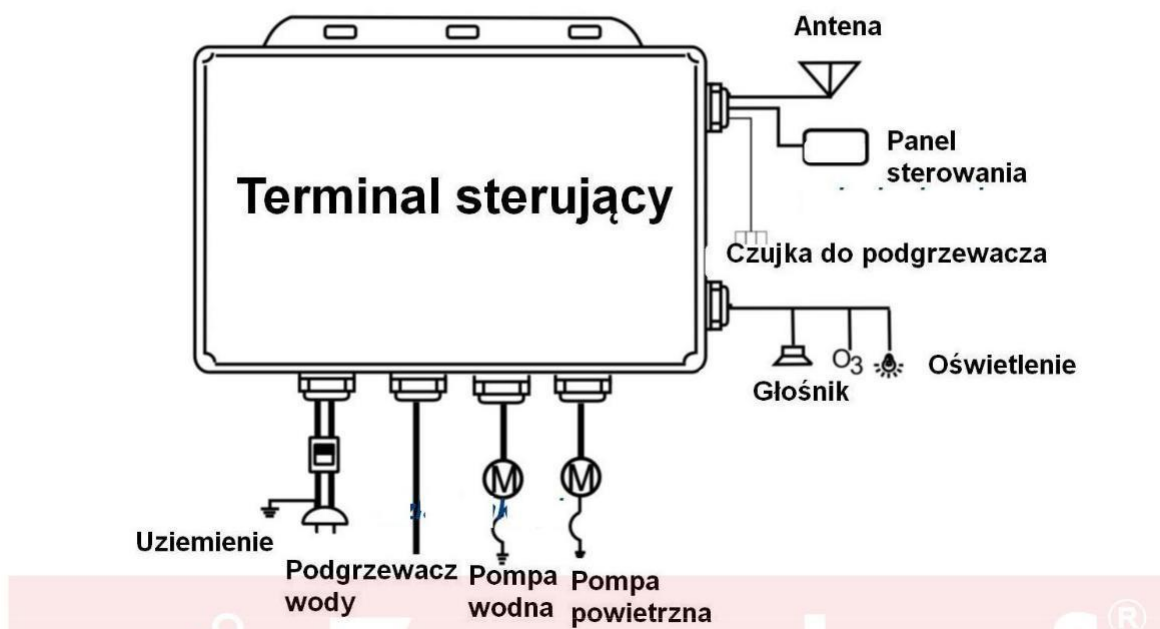 Antena
Panel
sterowania
Terminal sterujący
Czujka do podgrzewacza
O3
Oświetlenie
Głośnik
M
M
Uziemienie
Podgrzewacz
wody
Pompa
wodna
Pompa
powietrzna
®